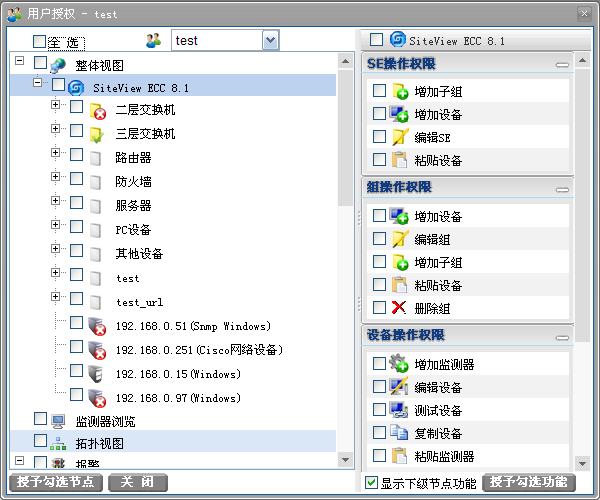 用户授权 - test
全 选
test
整体视图
SiteView ECC 8.1
二层交换机
三层交换机
路由器
防火墙
服务器
PC设备
其他设备
test
test_url
192.168.0.51(Snmp Windows)
192.168.0.251(Cisco网络设备)
192.168.0.15(Windows)
192.168.0.97(Windows)
监测器浏览
拓扑视图
报警
授予勾选节点
关 闭
SiteView ECC 8.1
SE操作权限
增加子组
增加设备
编辑SE
粘贴设备
组操作权限
增加设备
编辑组
增加子组
粘贴设备
删除组
设备操作权限
增加监测器
编辑设备
测试设备
复制设备
粘贴监测器
显示下级节点功能
授予勾选功能